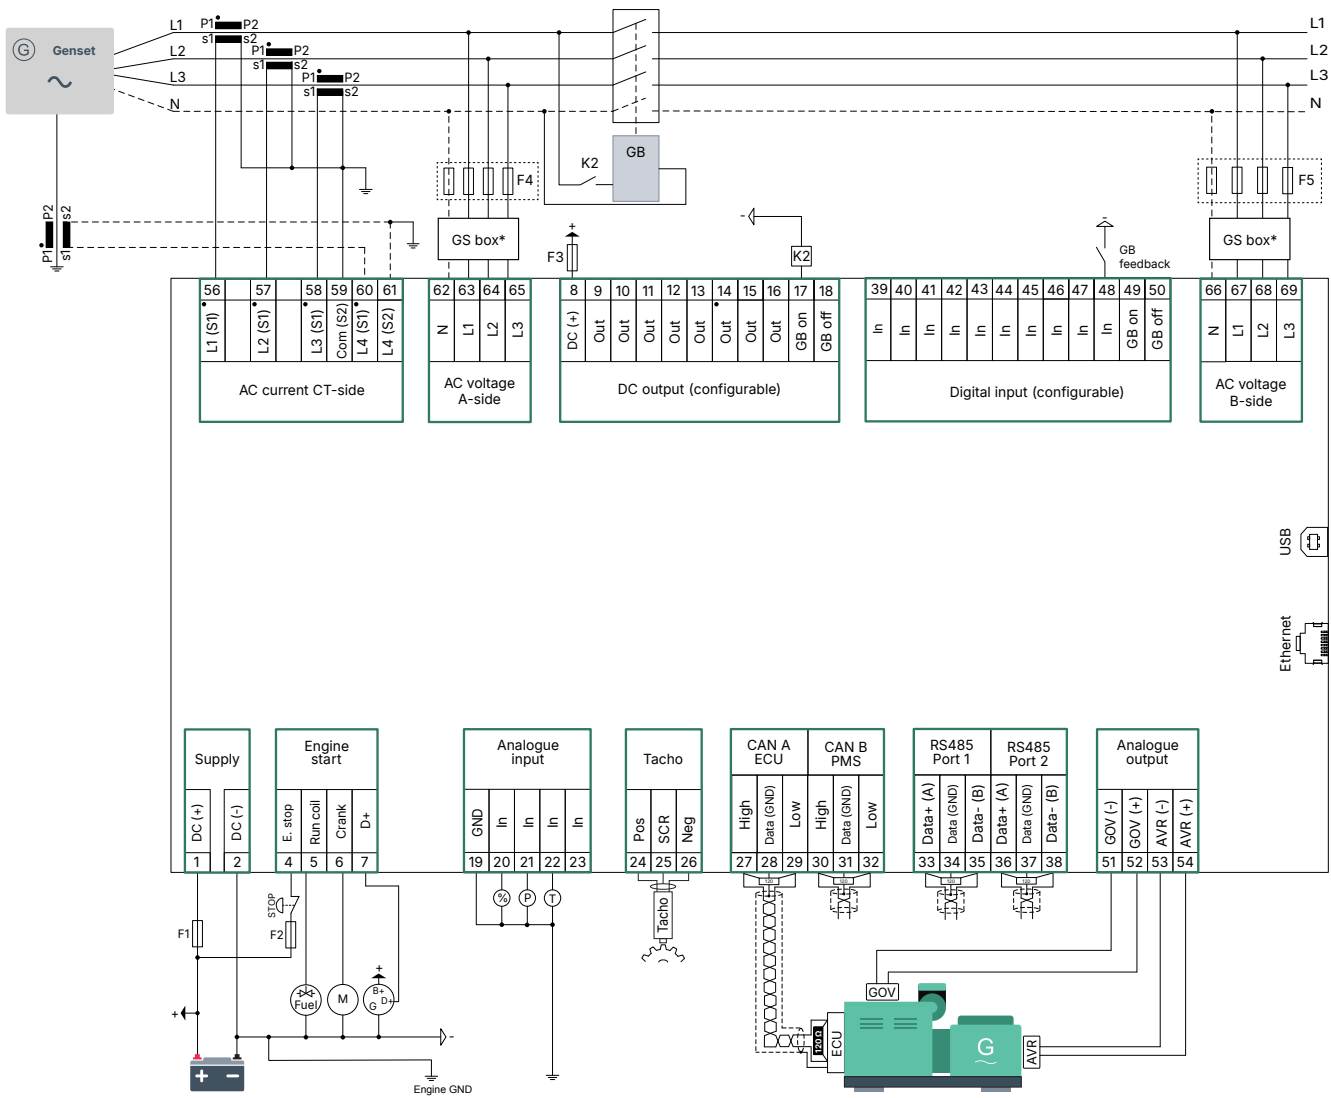 G Genset
L1
L2
L3
N
P1 P2
s1 s2
P1 P2
s1 s2
P1 P2
s1 s2
L1
L2
L3
N
GB
K2
F4
F5
P2 s2
P1 s1
GS box*
F3
+
-
K2
-
GB
feedback
GS box*
56 57 58 59 60 61
L1 (S1)
L2 (S1)
L3 (S1)
Com (S2)
L4 (S1)
L4 (S2)
AC current CT-side
62 63 64 65
N
L1
L2
L3
AC voltage
A-side
8 9 10 11 12 13 14 15 16 17 18
DC (+)
Out
Out
Out
Out
Out
Out
Out
Out
GB on
GB off
DC output (configurable)
39 40 41 42 43 44 45 46 47 48 49 50
In
In
In
In
In
In
In
In
In
In
GB on
GB off
Digital input (configurable)
66 67 68 69
N
L1
L2
L3
AC voltage
B-side
USB
Ethernet
Supply
DC (+)
DC (-)
1 2
Engine
start
E. stop
Run coil
Crank
D+
4 5 6 7
Analogue
input
GND
In
In
In
In
19 20 21 22 23
Tacho
Pos
SCR
Neg
24 25 26
CAN A
ECU
High
Data (GND)
Low
27 28 29
CAN B
PMS
High
Data (GND)
Low
30 31 32
RS485
Port 1
Data+ (A)
Data (GND)
Data- (B)
33 34 35
RS485
Port 2
Data+ (A)
Data (GND)
Data- (B)
36 37 38
Analogue
output
GOV (-)
GOV (+)
AVR (-)
AVR (+)
51 52 53 54
120
120
120
120
STOP
F1
F2
% P T
Tacho
Fuel
M
+
B+
G D+
+
-
+ -
Engine GND
GOV
120 Ω
ECU
G
AVR